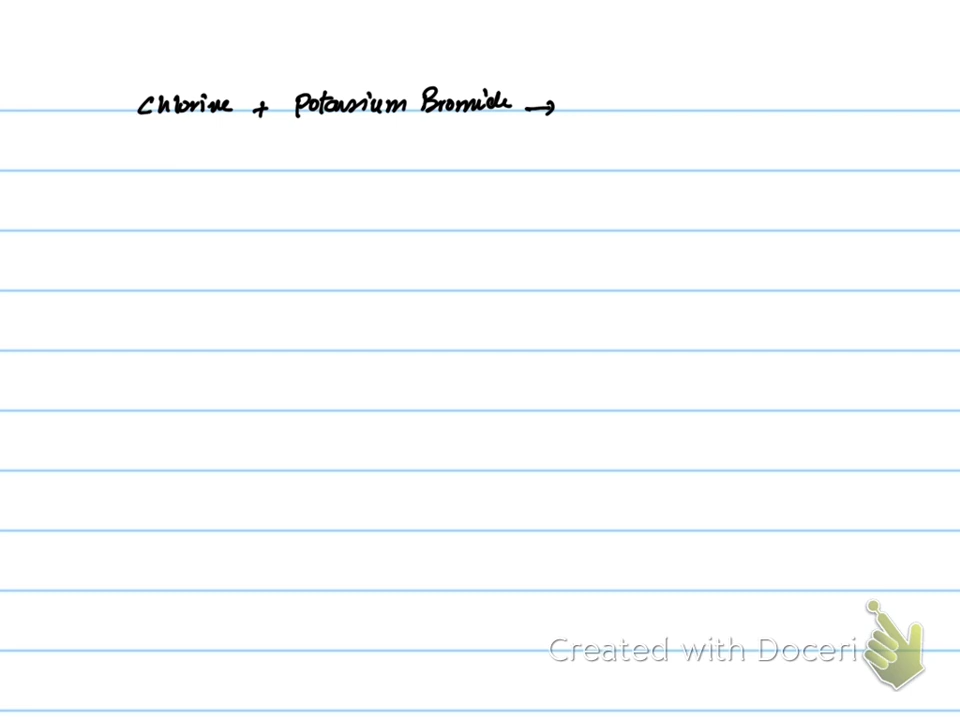 Chlorine + Potassium Bromide →
Created with Doceri